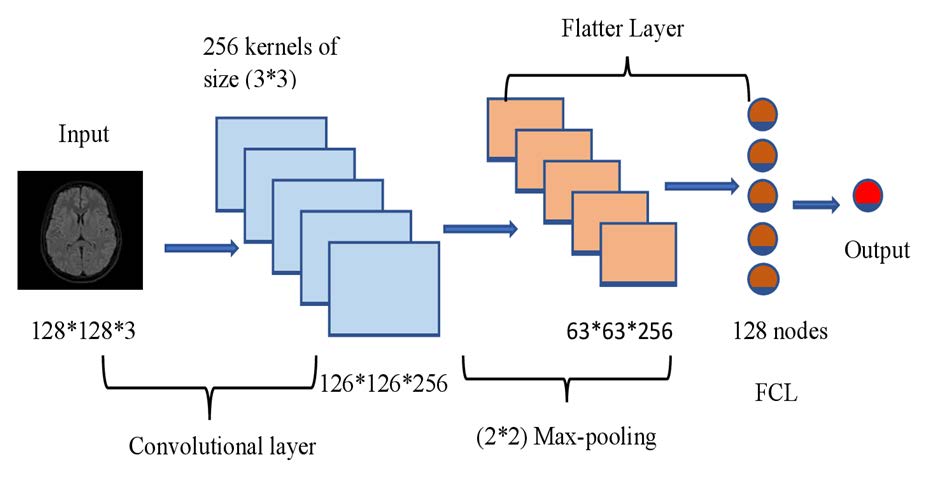 Flatter Layer
256 kernels of
size (3*3)
Input
Output
128*128*3
63*63*256
128 nodes
126*126*256
FCL
Convolutional layer
(2*2) Max-pooling